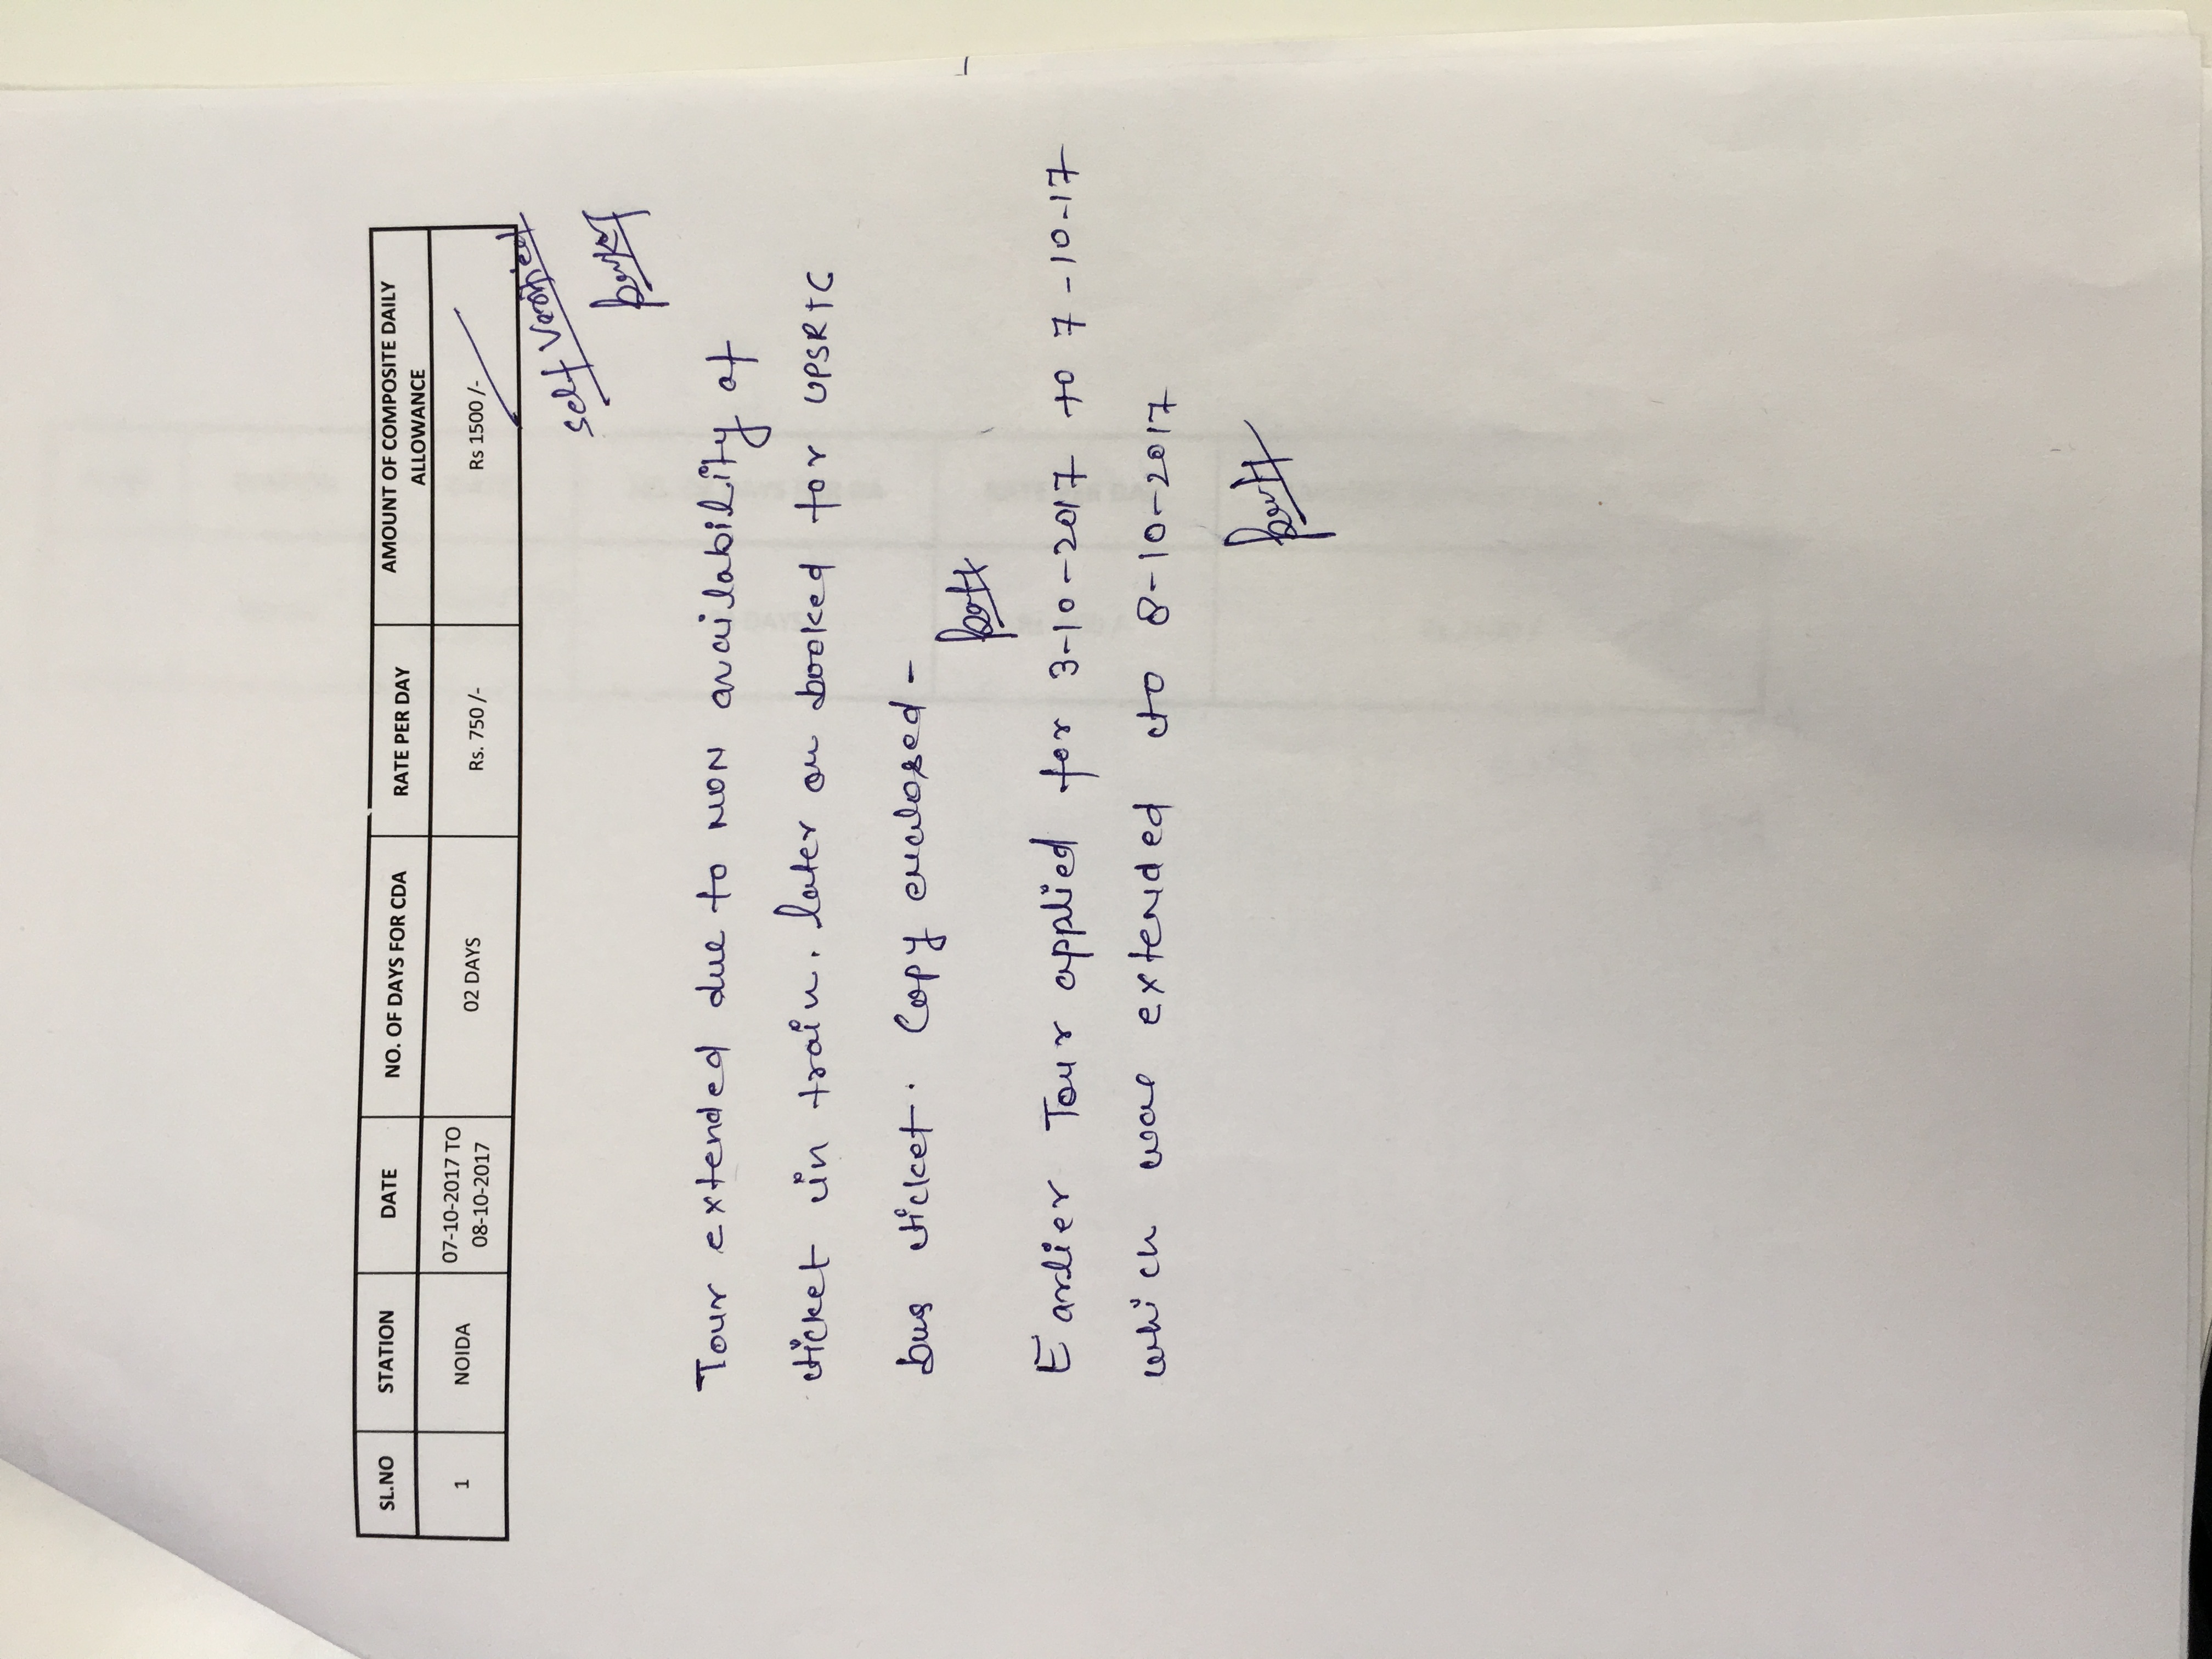 SL.NO STATION DATE NO. OF DAYS FOR CDA RATE PER DAY AMOUNT OF COMPOSITE DAILY ALLOWANCE
1 NOIDA 07-10-2017 TO 08-10-2017 02 DAYS Rs. 750 /- Rs 1500 /-
Self Verified
Tour extended due to NON availability of
ticket in train. later on booked for UPSRTC
bus ticket. Copy enclosed -
Earlier Tour applied for 3-10-2017 to 7-10-17
which was extended to 8-10-2017